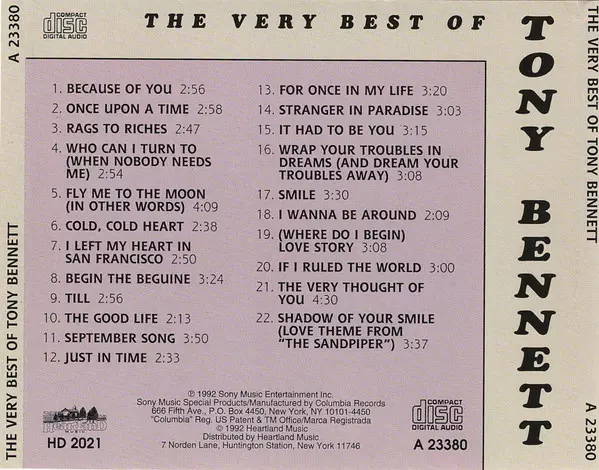 A 23380
THE VERY BEST OF TONY BENNETT
COMPACT
disc
DIGITAL AUDIO
THE VERY BEST OF
TONY BENNETT
1. BECAUSE OF YOU 2:56
2. ONCE UPON A TIME 2:58
3. RAGS TO RICHES 2:47
4. WHO CAN I TURN TO
(WHEN NOBODY NEEDS
ME) 2:54
5. FLY ME TO THE MOON
(IN OTHER WORDS) 4:09
6. COLD, COLD HEART 2:38
7. I LEFT MY HEART IN
SAN FRANCISCO 2:50
8. BEGIN THE BEGUINE 3:24
9. TILL 2:56
10. THE GOOD LIFE 2:13
11. SEPTEMBER SONG 3:50
12. JUST IN TIME 2:33
13. FOR ONCE IN MY LIFE 3:20
14. STRANGER IN PARADISE 3:03
15. IT HAD TO BE YOU 3:15
16. WRAP YOUR TROUBLES IN
DREAMS (AND DREAM YOUR
TROUBLES AWAY) 3:08
17. SMILE 3:30
18. I WANNA BE AROUND 2:09
19. (WHERE DO I BEGIN)
LOVE STORY 3:08
20. IF I RULED THE WORLD 3:00
21. THE VERY THOUGHT OF
YOU 4:30
22. SHADOW OF YOUR SMILE
(LOVE THEME FROM
"THE SANDPIPER") 3:37
Heartland
MUSIC
HD 2021
℗ 1992 Sony Music Entertainment Inc.
Sony Music Special Products/Manufactured by Columbia Records
666 Fifth Ave., P.O. Box 4450, New York, NY 10101-4450
"Columbia" Reg. US Patent & TM Office/Marca Registrada
© 1992 Heartland Music
Distributed by Heartland Music
7 Norden Lane, Huntington Station, New York 11746
COMPACT
disc
DIGITAL AUDIO
A 23380
THE VERY BEST OF TONY BENNETT
A 23380